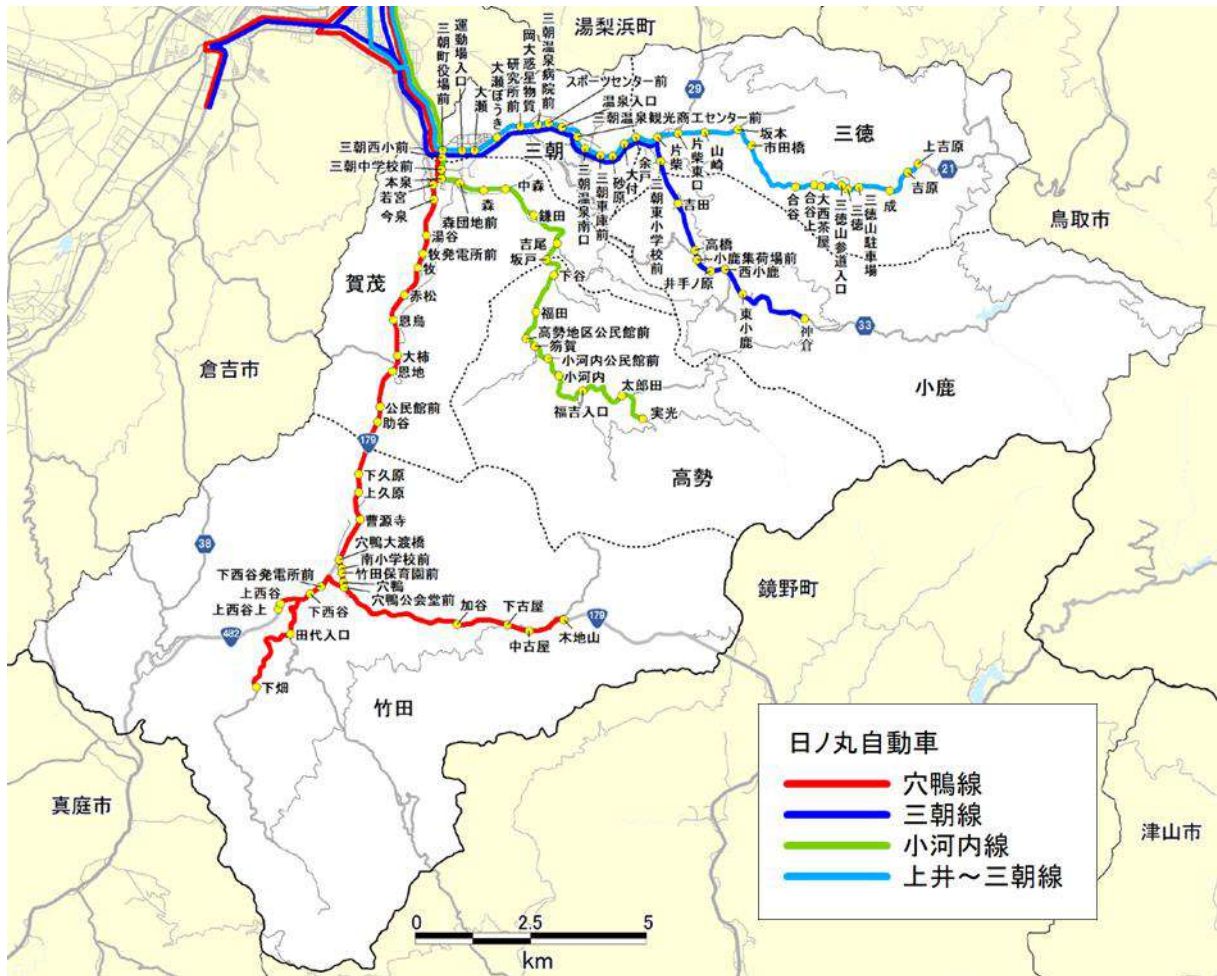 湯梨浜町
運動場入口
三朝町役場前
大瀬
大瀬ぼうき
岡大惑星物質
研究所前
三朝温泉病院前
スポーツセンター前
温泉入口
三朝温泉観光商工センター前
29
三徳
三朝
片柴
片柴東口
山崎
坂本
市田橋
上吉原
吉原
21
三朝西小前
三朝中学校前
本泉
若宮
今泉
森団地前
森
中森
鎌田
三朝温泉南口
三朝車庫前
砂原
大付
余戸
三朝東小学校前
合谷
合谷上
大西茶屋
三徳山参道入口
三徳
三徳山駐車場
成
鳥取市
吉田
高橋
小鹿集荷場前
西小鹿
井手ノ原
東小鹿
神倉
33
小鹿
湯谷
牧発電所前
牧
賀茂
赤松
恩鳥
大柿
恩地
公民館前
助谷
吉尾
坂戸
下谷
福田
高勢地区公民館前
笏賀
小河内公民館前
小河内
太郎田
福吉入口
実光
高勢
倉吉市
179
下久原
上久原
曹源寺
38
穴鴨大渡橋
南小学校前
竹田保育園前
穴鴨
穴鴨公会堂前
下西谷発電所前
上西谷
上西谷上
下西谷
田代入口
482
下畑
加谷
下古屋
中古屋
木地山
179
竹田
鏡野町
真庭市
津山市
日ノ丸自動車
穴鴨線
三朝線
小河内線
上井～三朝線
0 2.5 5
km